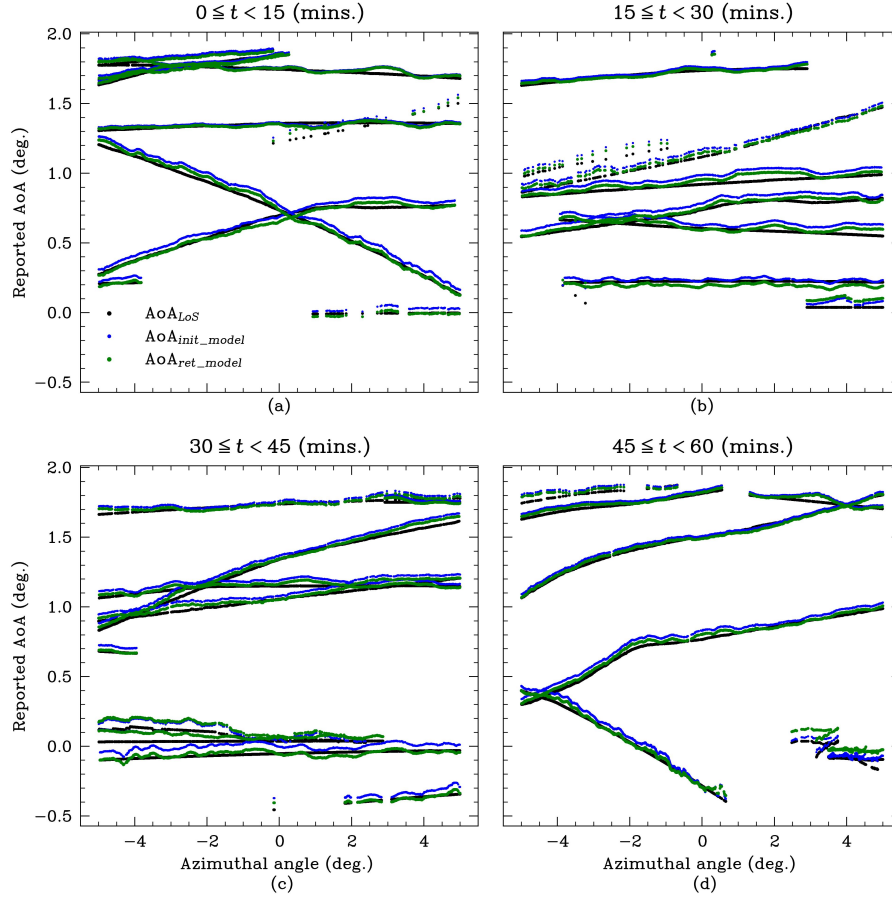 0 ≦ t < 15 (mins.)
15 ≦ t < 30 (mins.)
Reported AoA (deg.)
2.0
1.5
1.0
0.5
0.0
−0.5
AoA_LoS
AoA_init_model
AoA_ret_model
(a)
(b)
30 ≦ t < 45 (mins.)
45 ≦ t < 60 (mins.)
Reported AoA (deg.)
2.0
1.5
1.0
0.5
0.0
−0.5
−4 −2 0 2 4
−4 −2 0 2 4
Azimuthal angle (deg.)
Azimuthal angle (deg.)
(c)
(d)